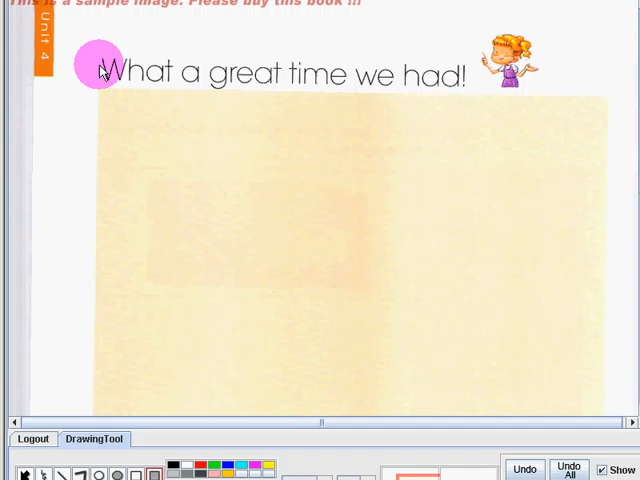 This is a sample image. Please buy this book !!!
Unit 4
What a great time we had!
Logout DrawingTool
Undo
Undo All
Show